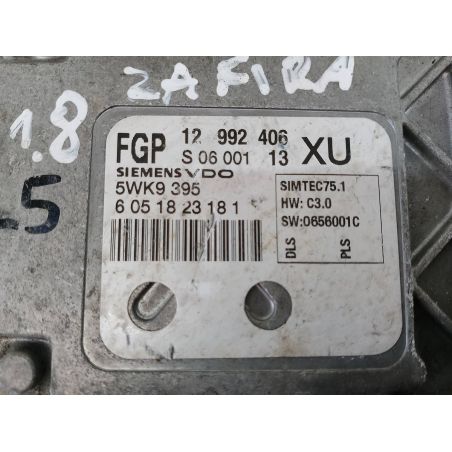 ZAFIRA
1.8
-5
FGP 12 992 406 XU
S 06 001 13
SIEMENS VDO
5WK9 395
6 05 18 23 18 1
SIMTEC75.1
HW: C3.0
SW:0656001C
DLS
PLS